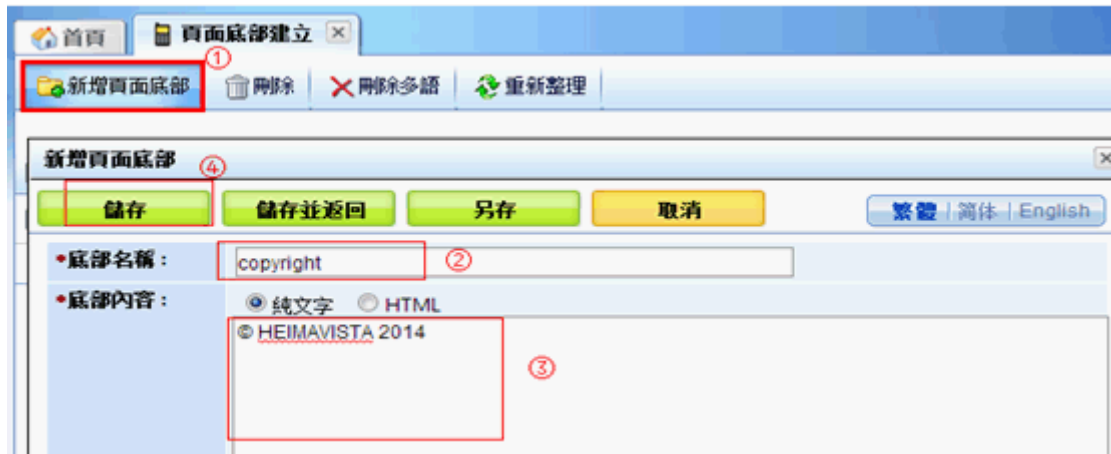 首頁 頁面底部建立
①
新增頁面底部 刪除 刪除多語 重新整理
新增頁面底部 ④
儲存 儲存並返回 另存 取消 繁體 | 简体 | English
•底部名稱： copyright ②
•底部內容： 純文字 HTML
© HEIMAVISTA 2014
③